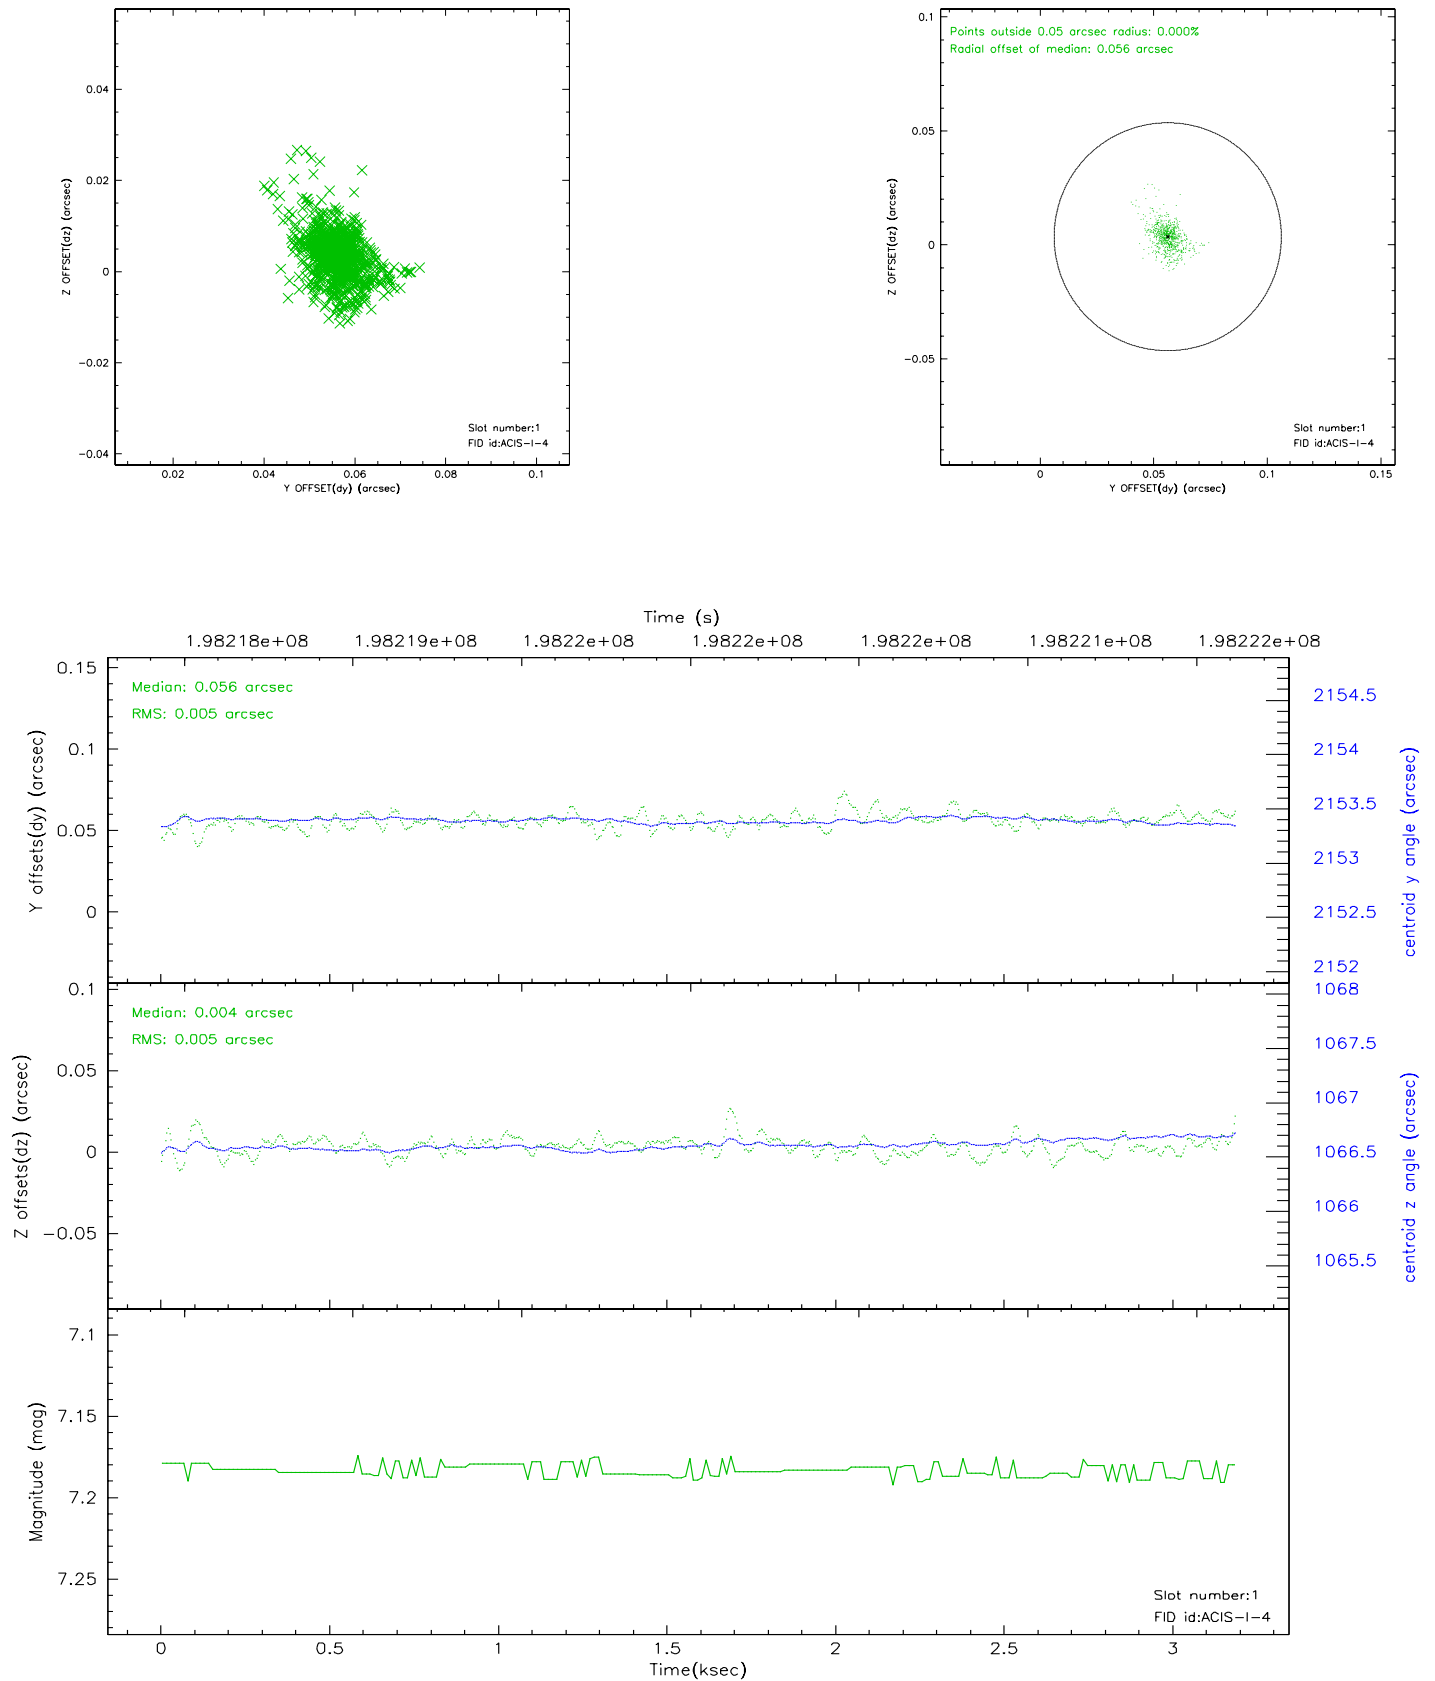 0.04
0.02
0
−0.02
−0.04
Z OFFSET(dz) (arcsec)
Slot number:1
FID id:ACIS−I−4
0.02 0.04 0.06 0.08 0.1
Y OFFSET(dy) (arcsec)
0.1
0.05
0
−0.05
Z OFFSET(dz) (arcsec)
Points outside 0.05 arcsec radius: 0.000%
Radial offset of median: 0.056 arcsec
Slot number:1
FID id:ACIS−I−4
0 0.05 0.1 0.15
Y OFFSET(dy) (arcsec)
Time (s)
1.98218e+08 1.98219e+08 1.9822e+08 1.9822e+08 1.9822e+08 1.98221e+08 1.98222e+08
0.15
0.1
0.05
0
Y offsets(dy) (arcsec)
Median: 0.056 arcsec
RMS: 0.005 arcsec
2154.5
2154
2153.5
2153
2152.5
2152
centroid y angle (arcsec)
0.1
0.05
0
−0.05
Z offsets(dz) (arcsec)
Median: 0.004 arcsec
RMS: 0.005 arcsec
1068
1067.5
1067
1066.5
1066
1065.5
centroid z angle (arcsec)
7.1
7.15
7.2
7.25
Magnitude (mag)
Slot number:1
FID id:ACIS−I−4
0 0.5 1 1.5 2 2.5 3
Time(ksec)